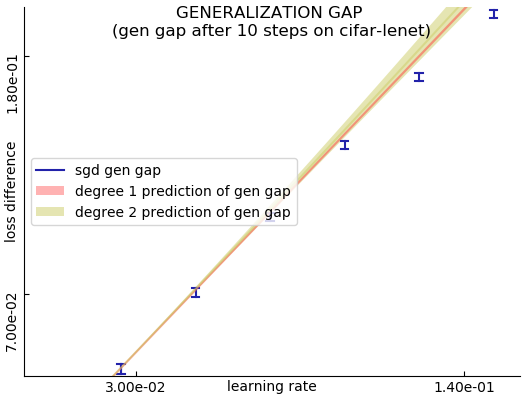 GENERALIZATION GAP
(gen gap after 10 steps on cifar-lenet)
1.80e-01
loss difference
7.00e-02
sgd gen gap
degree 1 prediction of gen gap
degree 2 prediction of gen gap
3.00e-02
learning rate
1.40e-01